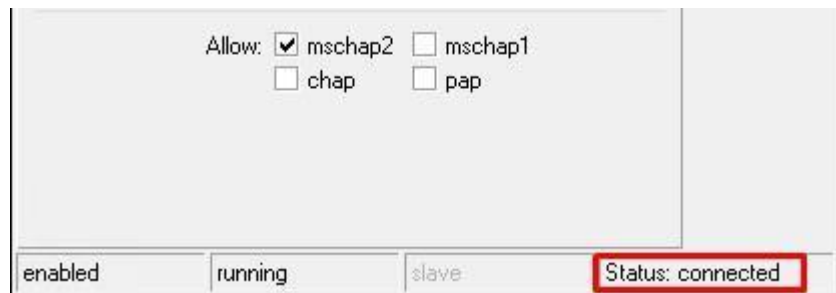 Allow: mschap2 mschap1
chap pap
enabled running slave Status: connected